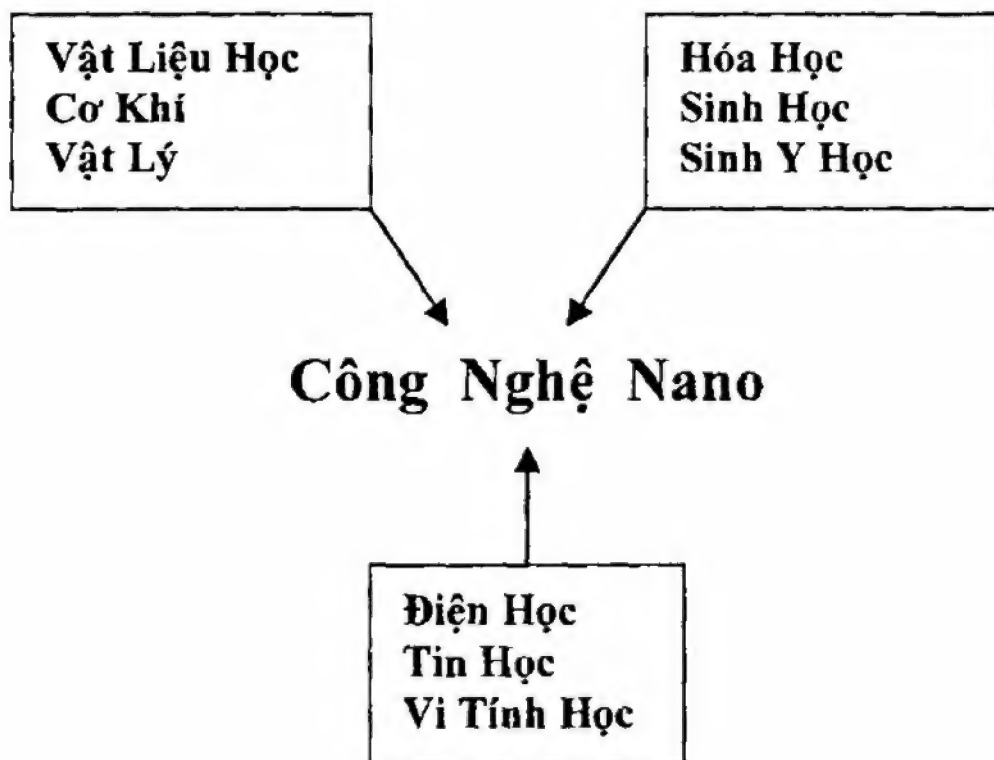 Vật Liệu Học
Cơ Khí
Vật Lý
Hóa Học
Sinh Học
Sinh Y Học
Công Nghệ Nano
Điện Học
Tin Học
Vi Tính Học